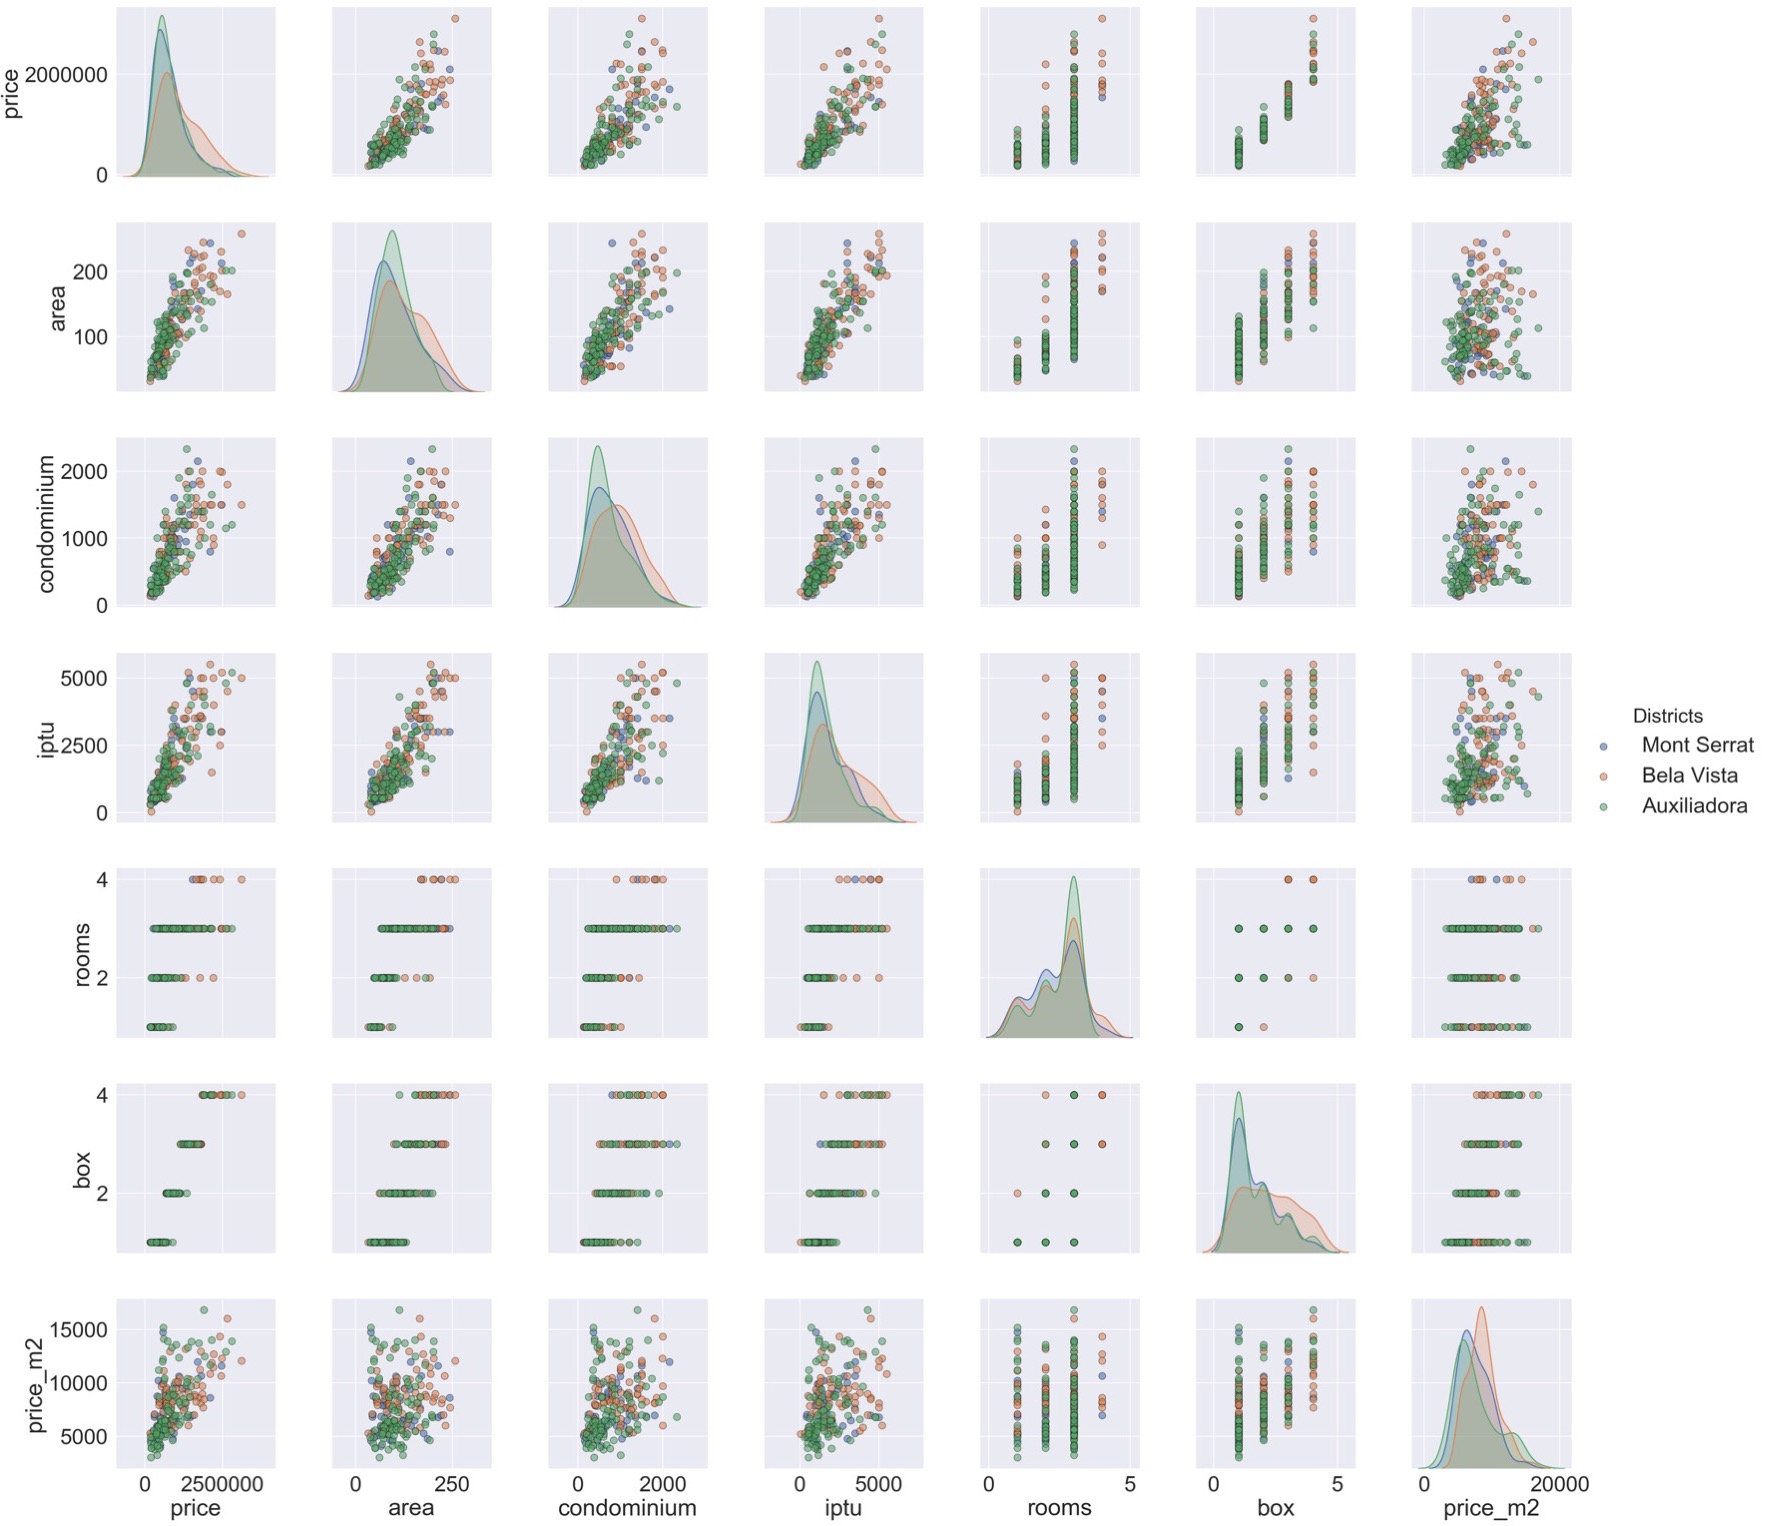 price
2000000
0
area
200
100
condominium
2000
1000
0
iptu
5000
2500
0
Districts
Mont Serrat
Bela Vista
Auxiliadora
rooms
4
2
box
4
2
price_m2
15000
10000
5000
0 2500000 0 250 0 2000 0 5000 0 5 0 5 0 20000
price area condominium iptu rooms box price_m2